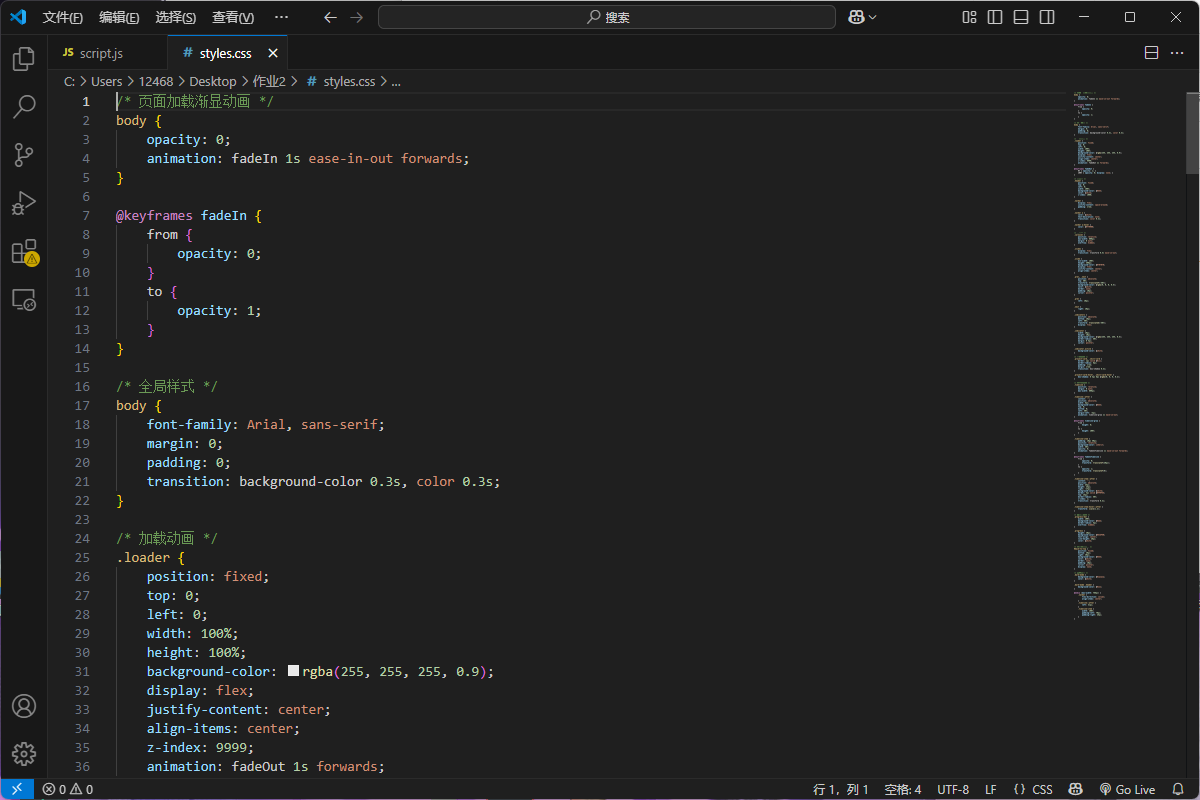 文件(F) 编辑(E) 选择(S) 查看(V) ··· 搜索
JS script.js # styles.css
C: > Users > 12468 > Desktop > 作业2 > # styles.css > ...
1 /* 页面加载渐显动画 */
2 body {
3 opacity: 0;
4 animation: fadeIn 1s ease-in-out forwards;
5 }
6
7 @keyframes fadeIn {
8 from {
9 opacity: 0;
10 }
11 to {
12 opacity: 1;
13 }
14 }
15
16 /* 全局样式 */
17 body {
18 font-family: Arial, sans-serif;
19 margin: 0;
20 padding: 0;
21 transition: background-color 0.3s, color 0.3s;
22 }
23
24 /* 加载动画 */
25 .loader {
26 position: fixed;
27 top: 0;
28 left: 0;
29 width: 100%;
30 height: 100%;
31 background-color: rgba(255, 255, 255, 0.9);
32 display: flex;
33 justify-content: center;
34 align-items: center;
35 z-index: 9999;
36 animation: fadeOut 1s forwards;
0 0 行 1，列 1 空格: 4 UTF-8 LF {} CSS Go Live